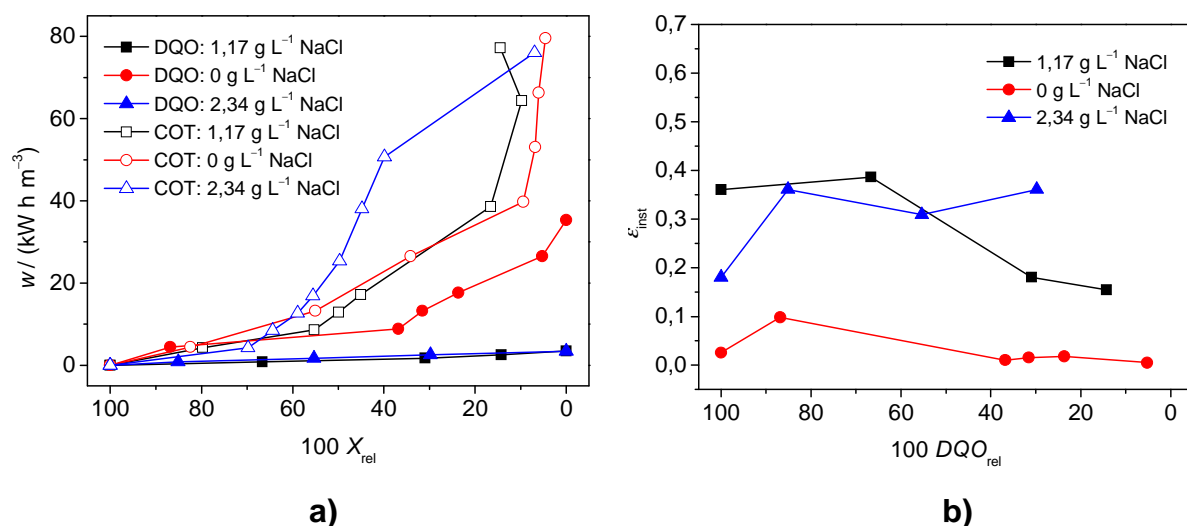 80
60
40
20
0
w / (kW h m⁻³)
DQO: 1,17 g L⁻¹ NaCl
DQO: 0 g L⁻¹ NaCl
DQO: 2,34 g L⁻¹ NaCl
COT: 1,17 g L⁻¹ NaCl
COT: 0 g L⁻¹ NaCl
COT: 2,34 g L⁻¹ NaCl
100 80 60 40 20 0
100 X_rel
a)
0,7
0,6
0,5
0,4
0,3
0,2
0,1
0,0
ε_inst
1,17 g L⁻¹ NaCl
0 g L⁻¹ NaCl
2,34 g L⁻¹ NaCl
100 80 60 40 20 0
100 DQO_rel
b)